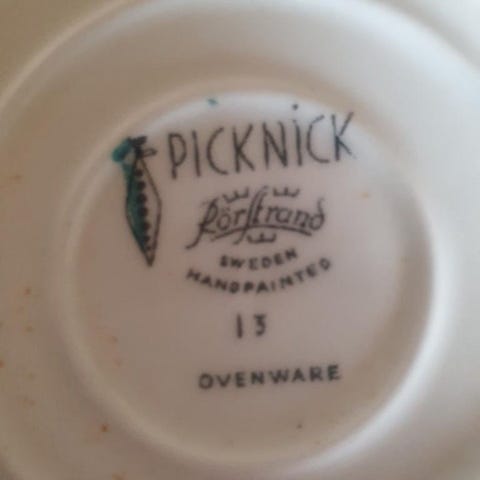 PICKNICK
Rörstrand
SWEDEN
HANDPAINTED
13
OVENWARE